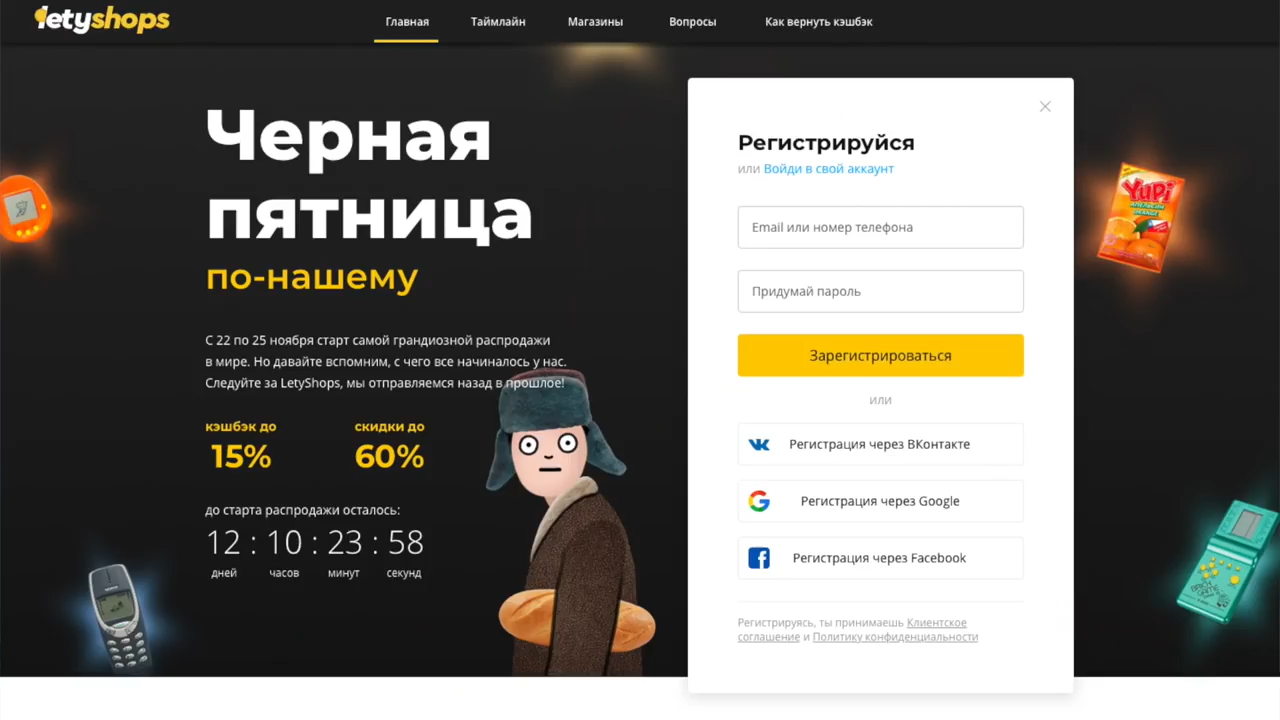 letyshops
Главная
Таймлайн
Магазины
Вопросы
Как вернуть кэшбэк
Черная
пятница
по-нашему
С 22 по 25 ноября старт самой грандиозной распродажи
в мире. Но давайте вспомним, с чего все начиналось у нас.
Следуйте за LetyShops, мы отправляемся назад в прошлое!
кэшбэк до
15%
скидки до
60%
до старта распродажи осталось:
12 : 10 : 23 : 58
дней часов минут секунд
Регистрируйся
или Войди в свой аккаунт
Email или номер телефона
Придумай пароль
Зарегистрироваться
или
Регистрация через ВКонтакте
Регистрация через Google
Регистрация через Facebook
Регистрируясь, ты принимаешь Клиентское
соглашение и Политику конфиденциальности
YUPI
АПЕЛЬСИН
ORANGE